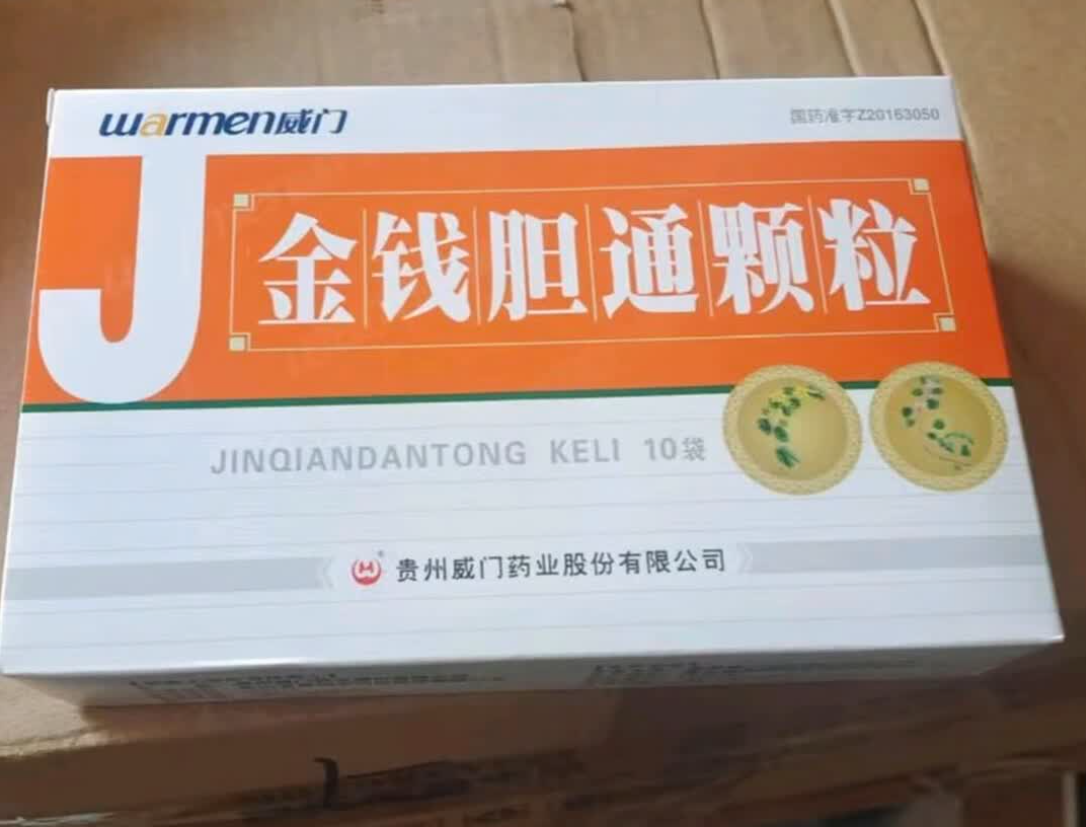 warmen威门
国药准字Z20163050
J
金钱胆通颗粒
JINQIANDANTONG KELI 10袋
贵州威门药业股份有限公司